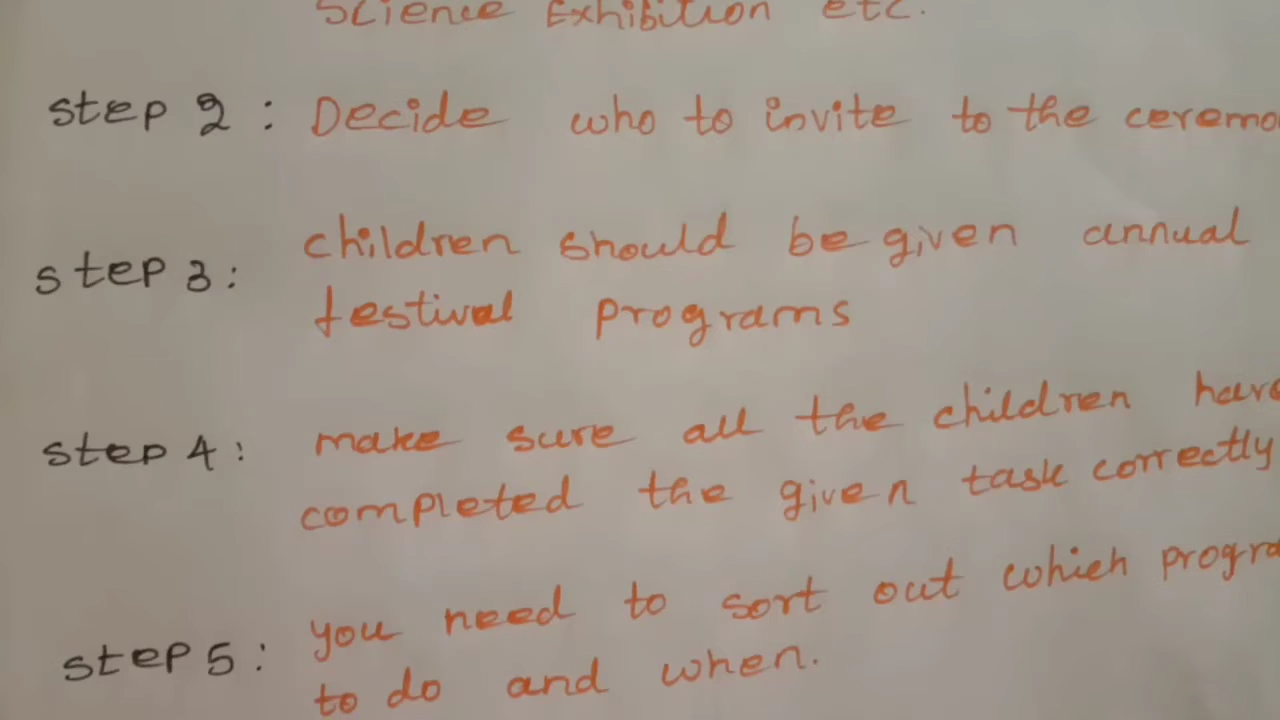 Science Exhibition etc.
step 2 : Decide who to invite to the
step 3 : children should be given annual
festival programs
step 4 : make sure all the children have
completed the given task correctly
step 5 : you need to sort out which
to do and when.